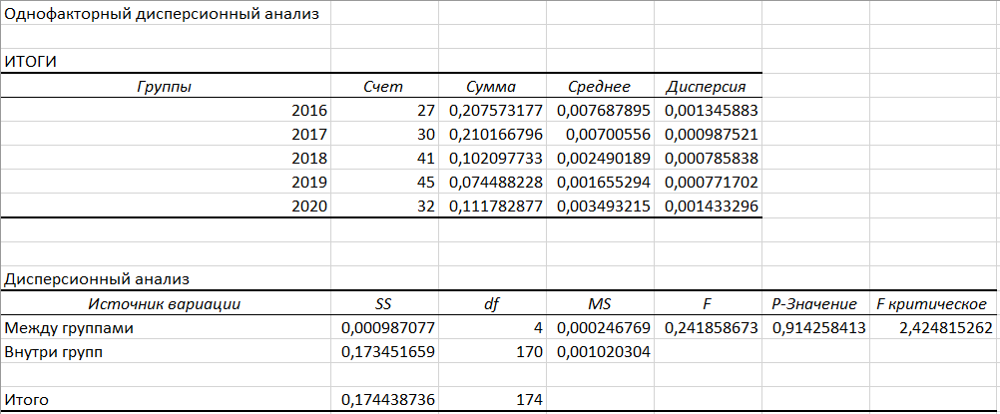 Однофакторный дисперсионный анализ
ИТОГИ
Группы Счет Сумма Среднее Дисперсия
2016 27 0,207573177 0,007687895 0,001345883
2017 30 0,210166796 0,00700556 0,000987521
2018 41 0,102097733 0,002490189 0,000785838
2019 45 0,074488228 0,001655294 0,000771702
2020 32 0,111782877 0,003493215 0,001433296
Дисперсионный анализ
Источник вариации SS df MS F P-Значение F критическое
Между группами 0,000987077 4 0,000246769 0,241858673 0,914258413 2,424815262
Внутри групп 0,173451659 170 0,001020304
Итого 0,174438736 174